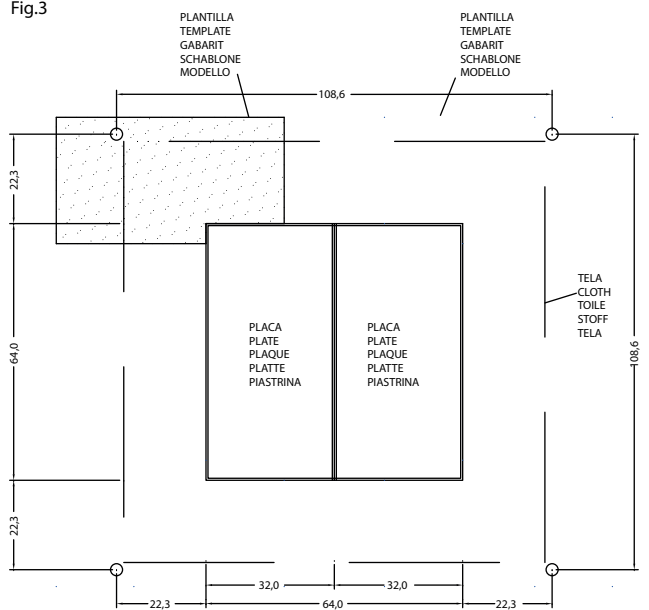 Fig.3
PLANTILLA
TEMPLATE
GABARIT
SCHABLONE
MODELLO
PLANTILLA
TEMPLATE
GABARIT
SCHABLONE
MODELLO
108,6
22,3
64,0
22,3
PLACA
PLATE
PLAQUE
PLATTE
PIASTRINA
PLACA
PLATE
PLAQUE
PLATTE
PIASTRINA
TELA
CLOTH
TOILE
STOFF
TELA
108,6
32,0
32,0
22,3
64,0
22,3